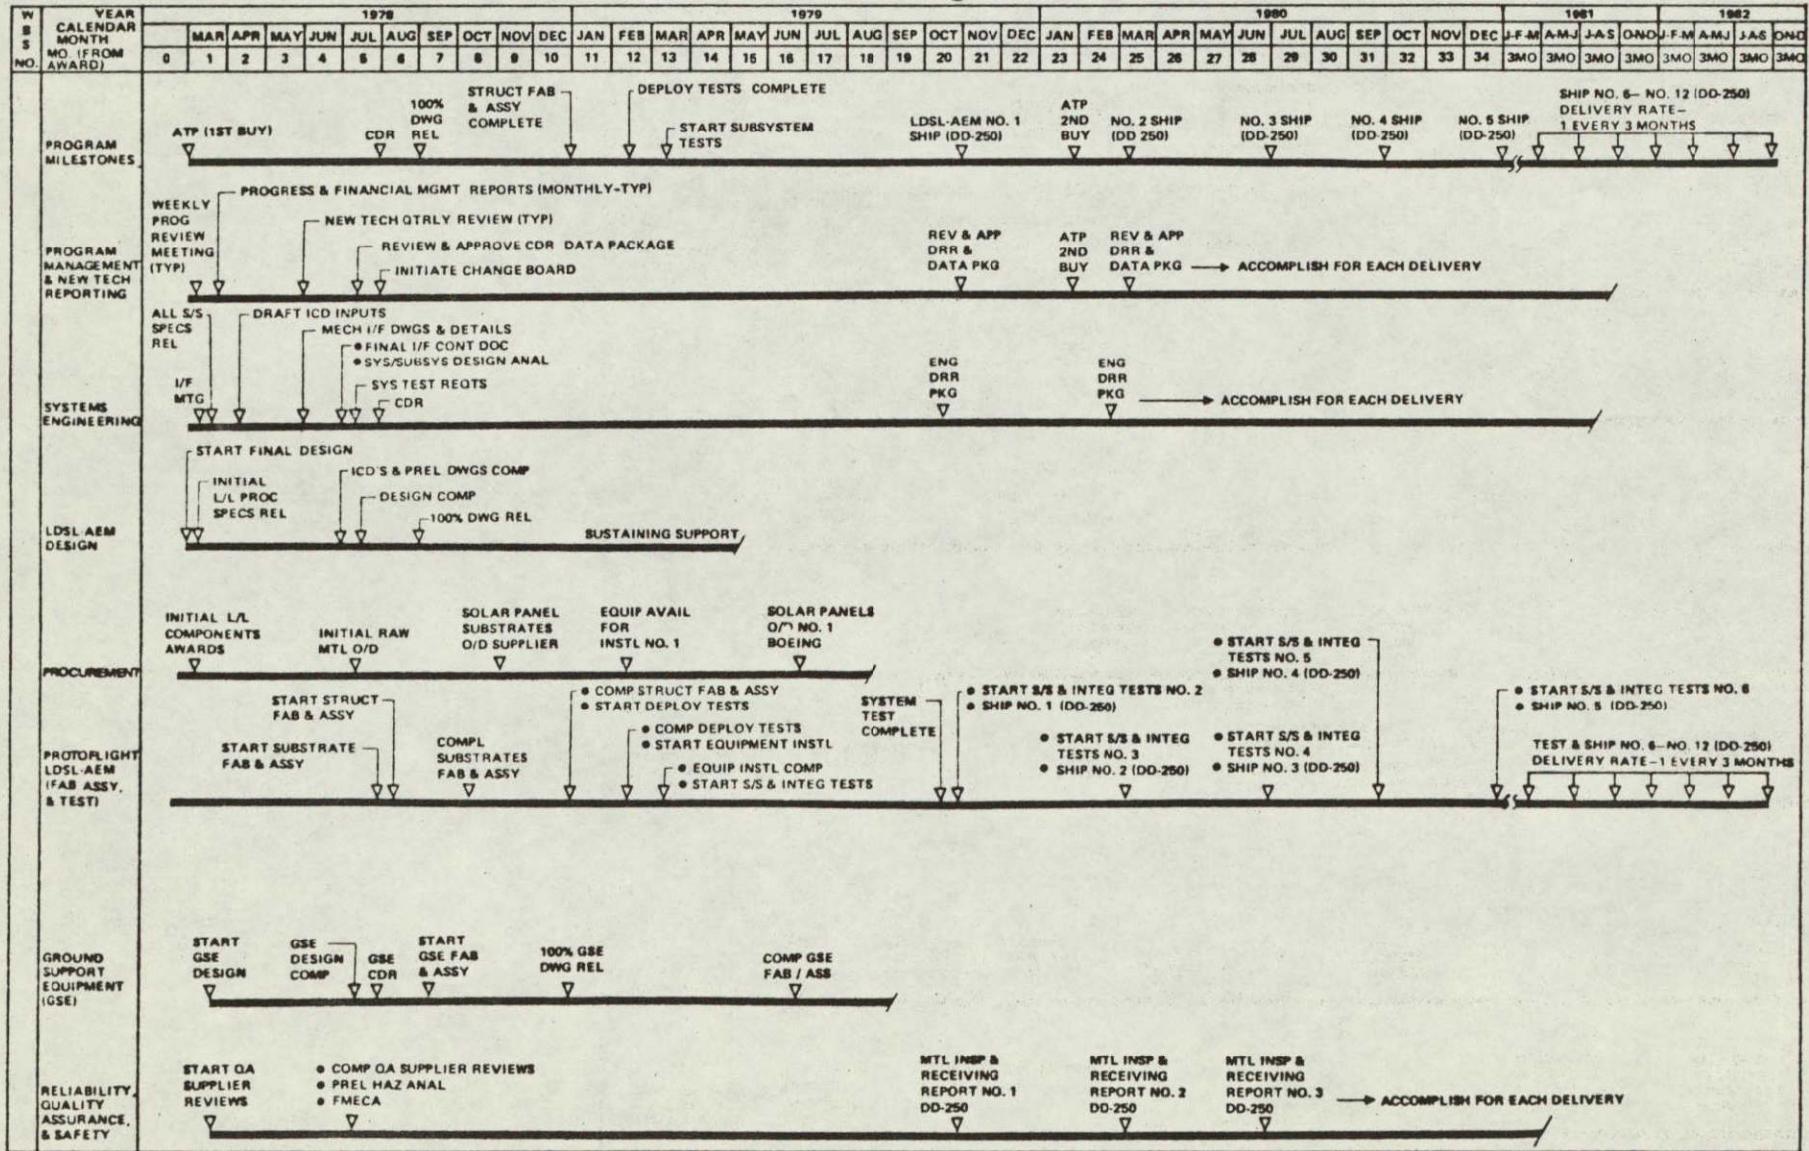 WBS NO.
YEAR 1978 1979 1980 1981 1982
CALENDAR MONTH MAR APR MAY JUN JUL AUG SEP OCT NOV DEC JAN FEB MAR APR MAY JUN JUL AUG SEP OCT NOV DEC JAN FEB MAR APR MAY JUN JUL AUG SEP OCT NOV DEC J-F-M A-M-J J-A-S O-N-D J-F-M A-M-J J-A-S O-N-D
MO. (FROM AWARD) 0 1 2 3 4 5 6 7 8 9 10 11 12 13 14 15 16 17 18 19 20 21 22 23 24 25 26 27 28 29 30 31 32 33 34 3MO 3MO 3MO 3MO 3MO 3MO 3MO 3MO
PROGRAM
MILESTONES
ATP (1ST BUY)
CDR
100%
DWG
REL
STRUCT FAB
& ASSY
COMPLETE
DEPLOY TESTS COMPLETE
START SUBSYSTEM
TESTS
LDSL-AEM NO. 1
SHIP (DD-250)
ATP
2ND
BUY
NO. 2 SHIP
(DD 250)
NO. 3 SHIP
(DD-250)
NO. 4 SHIP
(DD-250)
NO. 5 SHIP
(DD-250)
SHIP NO. 6– NO. 12 (DD-250)
DELIVERY RATE–
1 EVERY 3 MONTHS
PROGRAM
MANAGEMENT
& NEW TECH
REPORTING
WEEKLY
PROG
REVIEW
MEETING
(TYP)
PROGRESS & FINANCIAL MGMT REPORTS (MONTHLY-TYP)
NEW TECH QTRLY REVIEW (TYP)
REVIEW & APPROVE CDR DATA PACKAGE
INITIATE CHANGE BOARD
REV & APP
DRR &
DATA PKG
ATP
2ND
BUY
REV & APP
DRR &
DATA PKG
ACCOMPLISH FOR EACH DELIVERY
SYSTEMS
ENGINEERING
ALL S/S
SPECS
REL
I/F
MTG
DRAFT ICD INPUTS
MECH I/F DWGS & DETAILS
• FINAL I/F CONT DOC
• SYS/SUBSYS DESIGN ANAL
SYS TEST REQTS
CDR
ENG
DRR
PKG
ENG
DRR
PKG
ACCOMPLISH FOR EACH DELIVERY
LDSL-AEM
DESIGN
START FINAL DESIGN
INITIAL
L/L PROC
SPECS REL
ICD'S & PREL DWGS COMP
DESIGN COMP
100% DWG REL
SUSTAINING SUPPORT
PROCUREMENT
INITIAL L/L
COMPONENTS
AWARDS
INITIAL RAW
MTL O/D
SOLAR PANEL
SUBSTRATES
O/D SUPPLIER
EQUIP AVAIL
FOR
INSTL NO. 1
SOLAR PANELS
O/D NO. 1
BOEING
PROTOFLIGHT
LDSL-AEM
(FAB ASSY,
& TEST)
START STRUCT
FAB & ASSY
START SUBSTRATE
FAB & ASSY
COMPL
SUBSTRATES
FAB & ASSY
• COMP STRUCT FAB & ASSY
• START DEPLOY TESTS
• COMP DEPLOY TESTS
• START EQUIPMENT INSTL
• EQUIP INSTL COMP
• START S/S & INTEG TESTS
SYSTEM
TEST
COMPLETE
• START S/S & INTEG TESTS NO. 2
• SHIP NO. 1 (DD-250)
• START S/S & INTEG
TESTS NO. 3
• SHIP NO. 2 (DD-250)
• START S/S & INTEG
TESTS NO. 5
• SHIP NO. 4 (DD-250)
• START S/S & INTEG
TESTS NO. 4
• SHIP NO. 3 (DD-250)
• START S/S & INTEG TESTS NO. 6
• SHIP NO. 5 (DD-250)
TEST & SHIP NO. 6–NO. 12 (DD-250)
DELIVERY RATE–1 EVERY 3 MONTHS
GROUND
SUPPORT
EQUIPMENT
(GSE)
START
GSE
DESIGN
GSE
DESIGN
COMP
GSE
CDR
START
GSE FAB
& ASSY
100% GSE
DWG REL
COMP GSE
FAB / ASS
RELIABILITY,
QUALITY
ASSURANCE,
& SAFETY
START QA
SUPPLIER
REVIEWS
• COMP QA SUPPLIER REVIEWS
• PREL HAZ ANAL
• FMECA
MTL INSP &
RECEIVING
REPORT NO. 1
DD-250
MTL INSP &
RECEIVING
REPORT NO. 2
DD-250
MTL INSP &
RECEIVING
REPORT NO. 3
DD-250
ACCOMPLISH FOR EACH DELIVERY